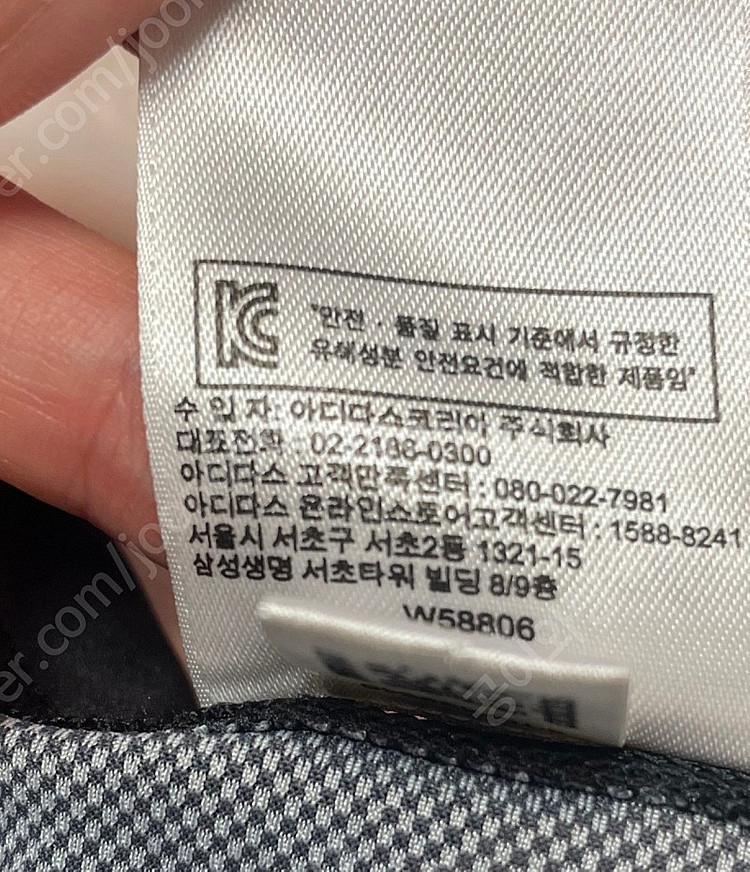 KC
"안전 · 품질 표시 기준에서 규정한
유해성분 안전요건에 적합한 제품임"
수 입 자: 아디다스코리아 주식회사
대표전화 : 02-2186-0300
아디다스 고객만족센터 : 080-022-7981
아디다스 온라인스토어고객센터 : 1588-8241
서울시 서초구 서초2동 1321-15
삼성생명 서초타워 빌딩 8/9층
W58806